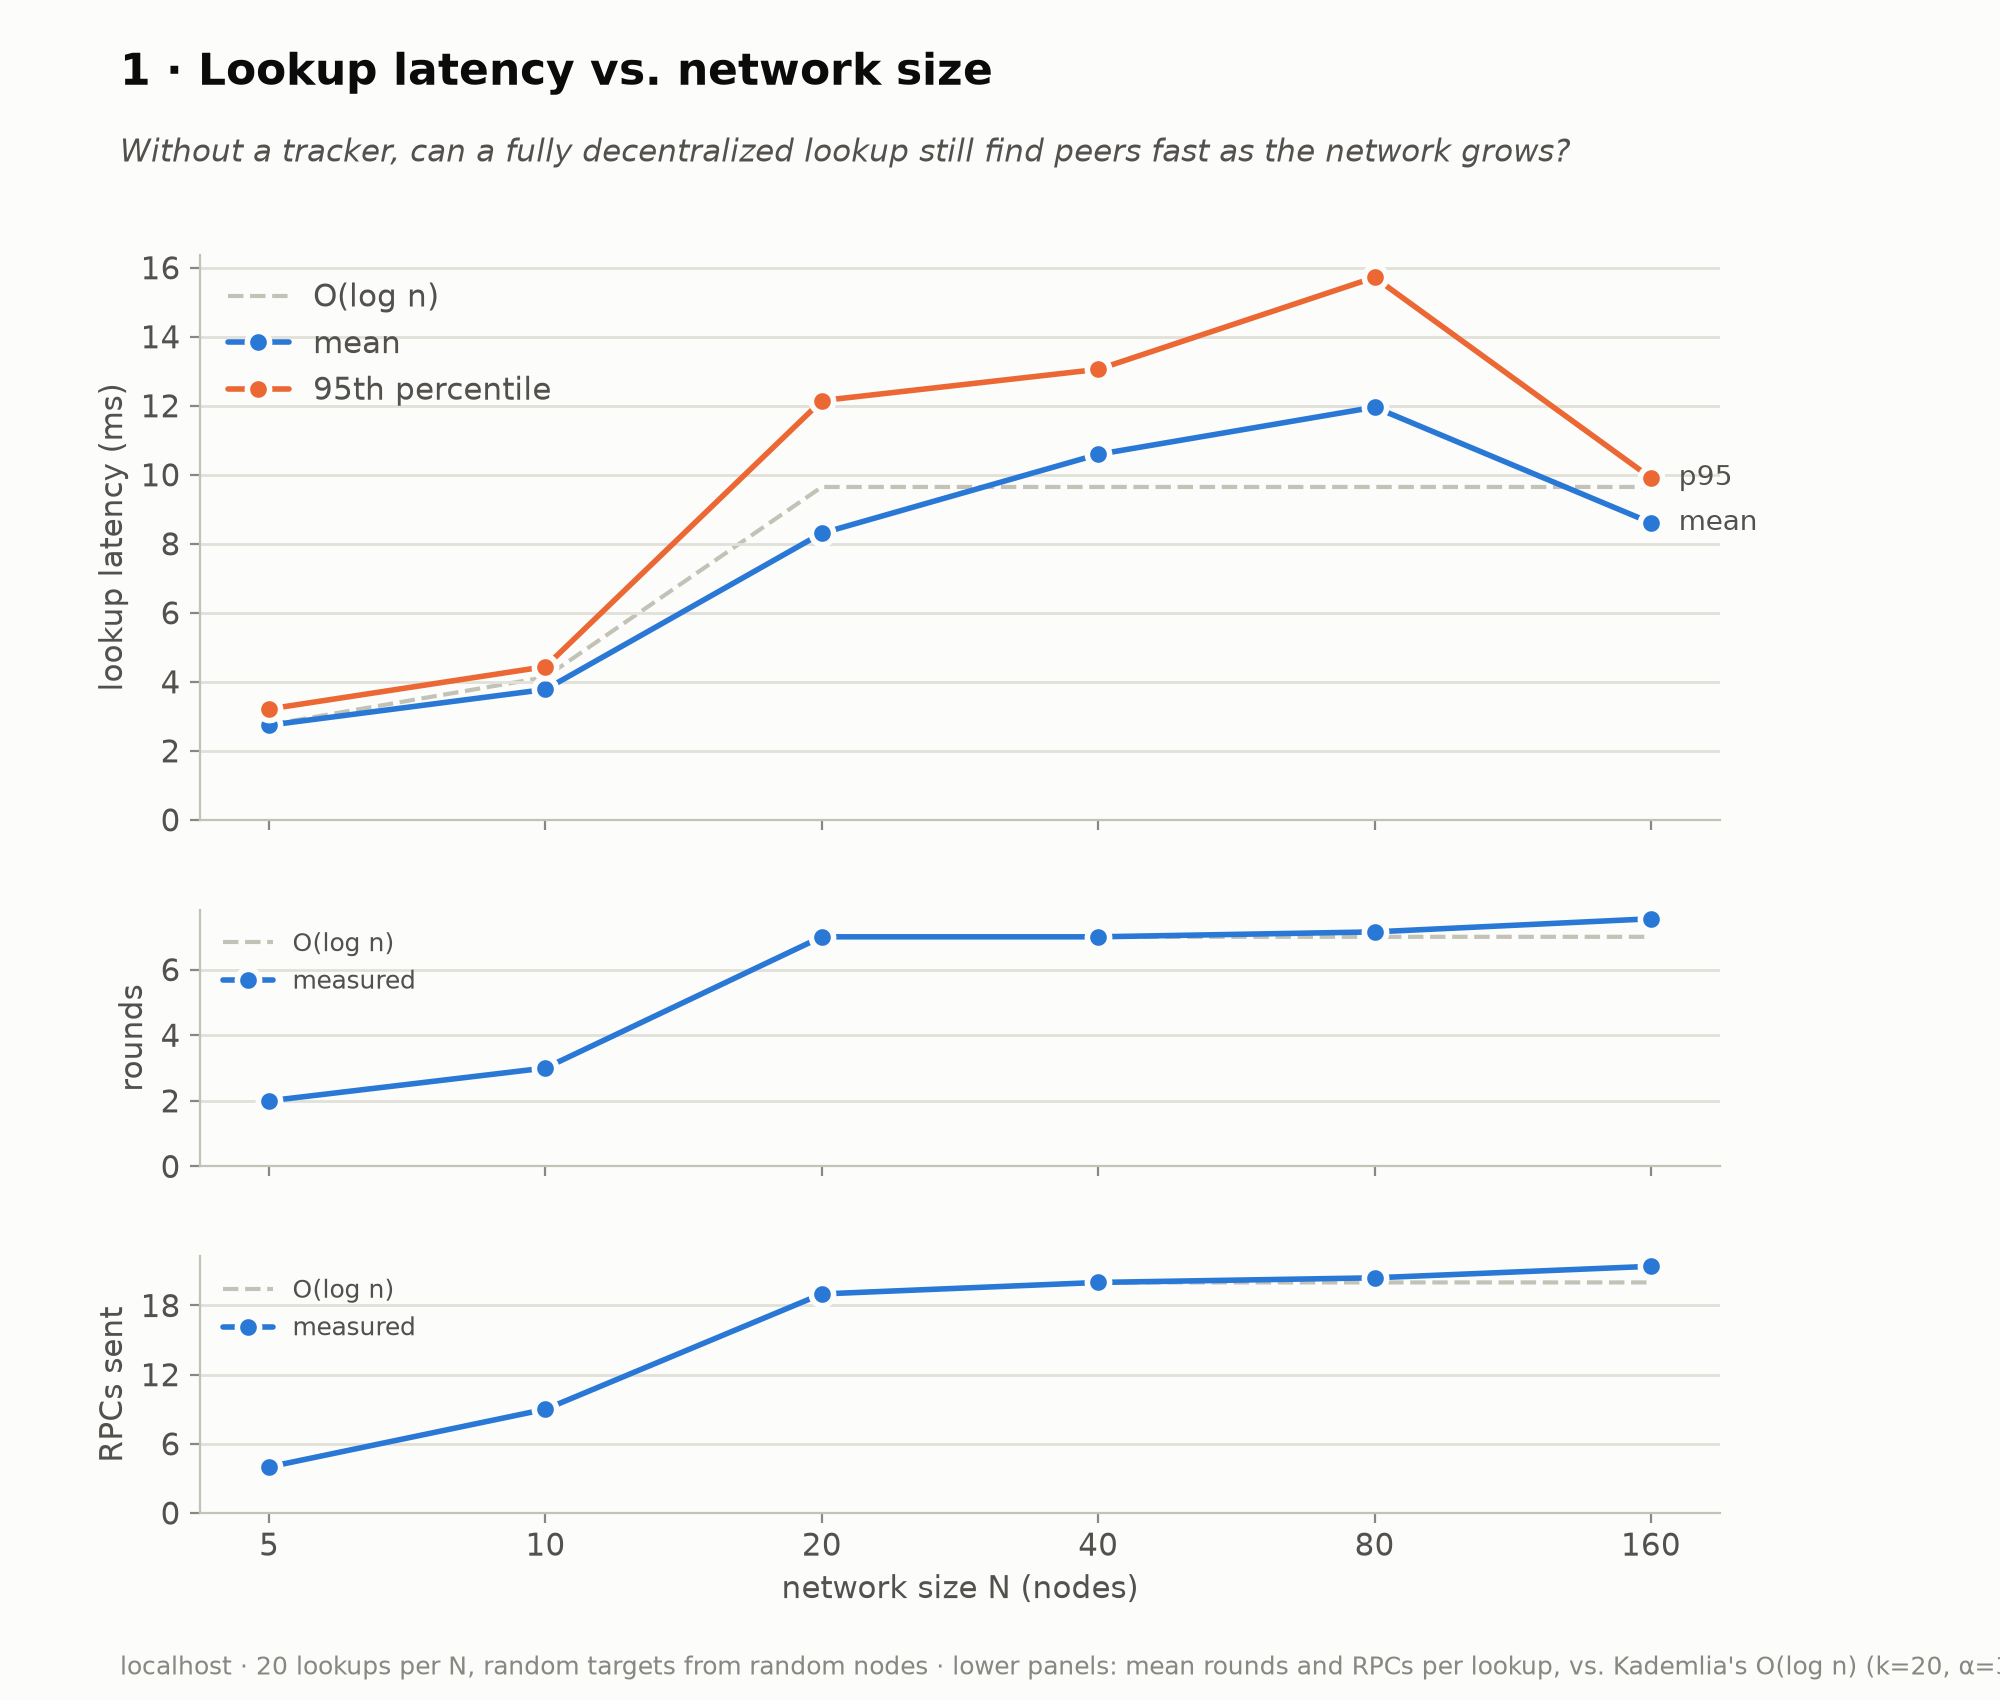 1 · Lookup latency vs. network size
Without a tracker, can a fully decentralized lookup still find peers fast as the network grows?
lookup latency (ms)
16
14
12
10
8
6
4
2
0
O(log n)
mean
95th percentile
p95
mean
rounds
6
4
2
0
O(log n)
measured
RPCs sent
18
12
6
0
O(log n)
measured
5 10 20 40 80 160
network size N (nodes)
localhost · 20 lookups per N, random targets from random nodes · lower panels: mean rounds and RPCs per lookup, vs. Kademlia's O(log n) (k=20, α=